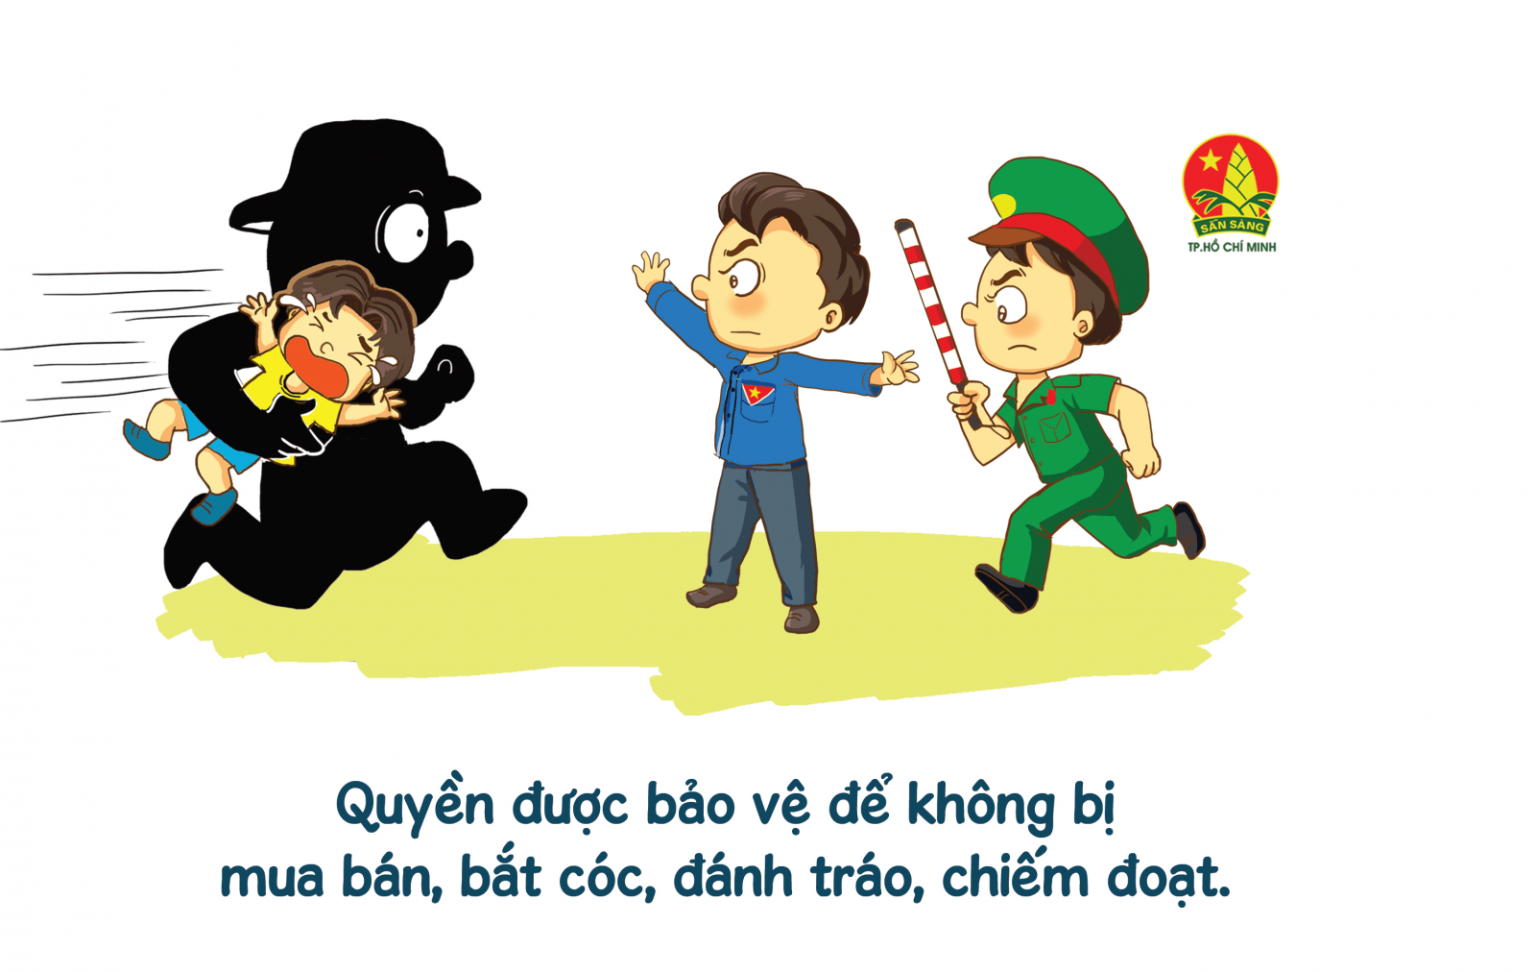 SẴN SÀNG
TP.HỒ CHÍ MINH
Quyền được bảo vệ để không bị
mua bán, bắt cóc, đánh tráo, chiếm đoạt.